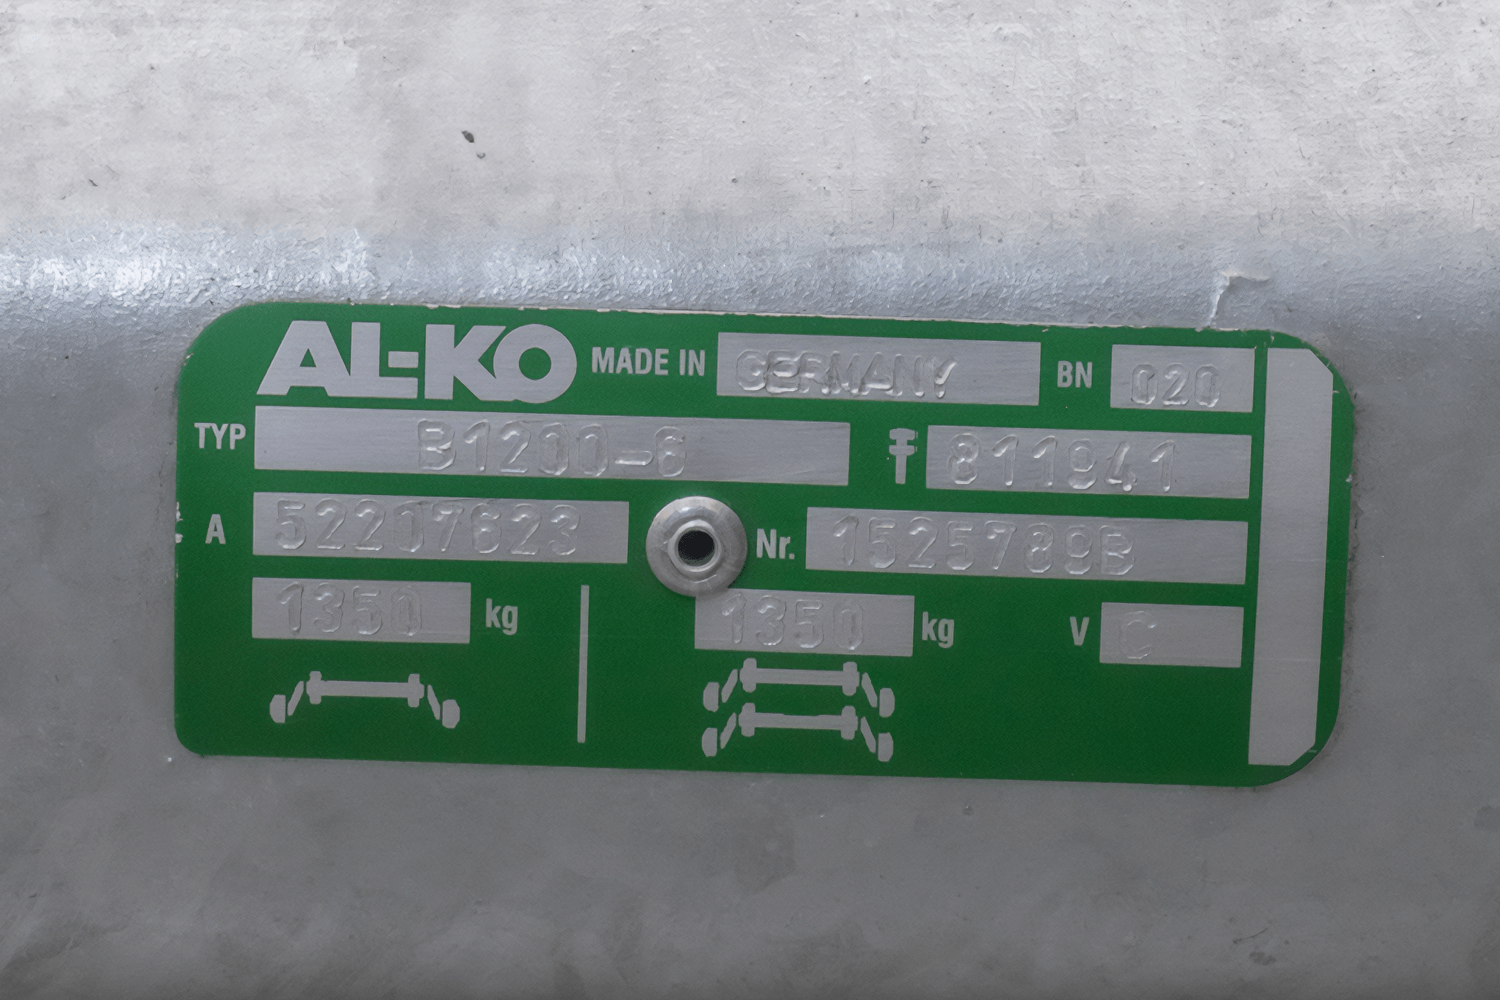 AL-KO MADE IN GERMANY BN 020
TYP B1200-6 811941
A 52207623 Nr. 1525789B
1350 kg 1350 kg V C